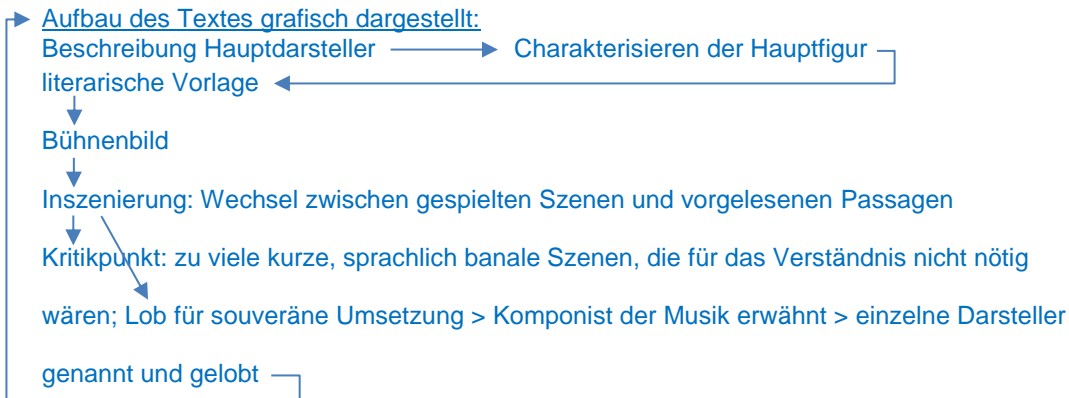 Aufbau des Textes grafisch dargestellt:
Beschreibung Hauptdarsteller Charakterisieren der Hauptfigur
literarische Vorlage
Bühnenbild
Inszenierung: Wechsel zwischen gespielten Szenen und vorgelesenen Passagen
Kritikpunkt: zu viele kurze, sprachlich banale Szenen, die für das Verständnis nicht nötig
wären; Lob für souveräne Umsetzung > Komponist der Musik erwähnt > einzelne Darsteller
genannt und gelobt